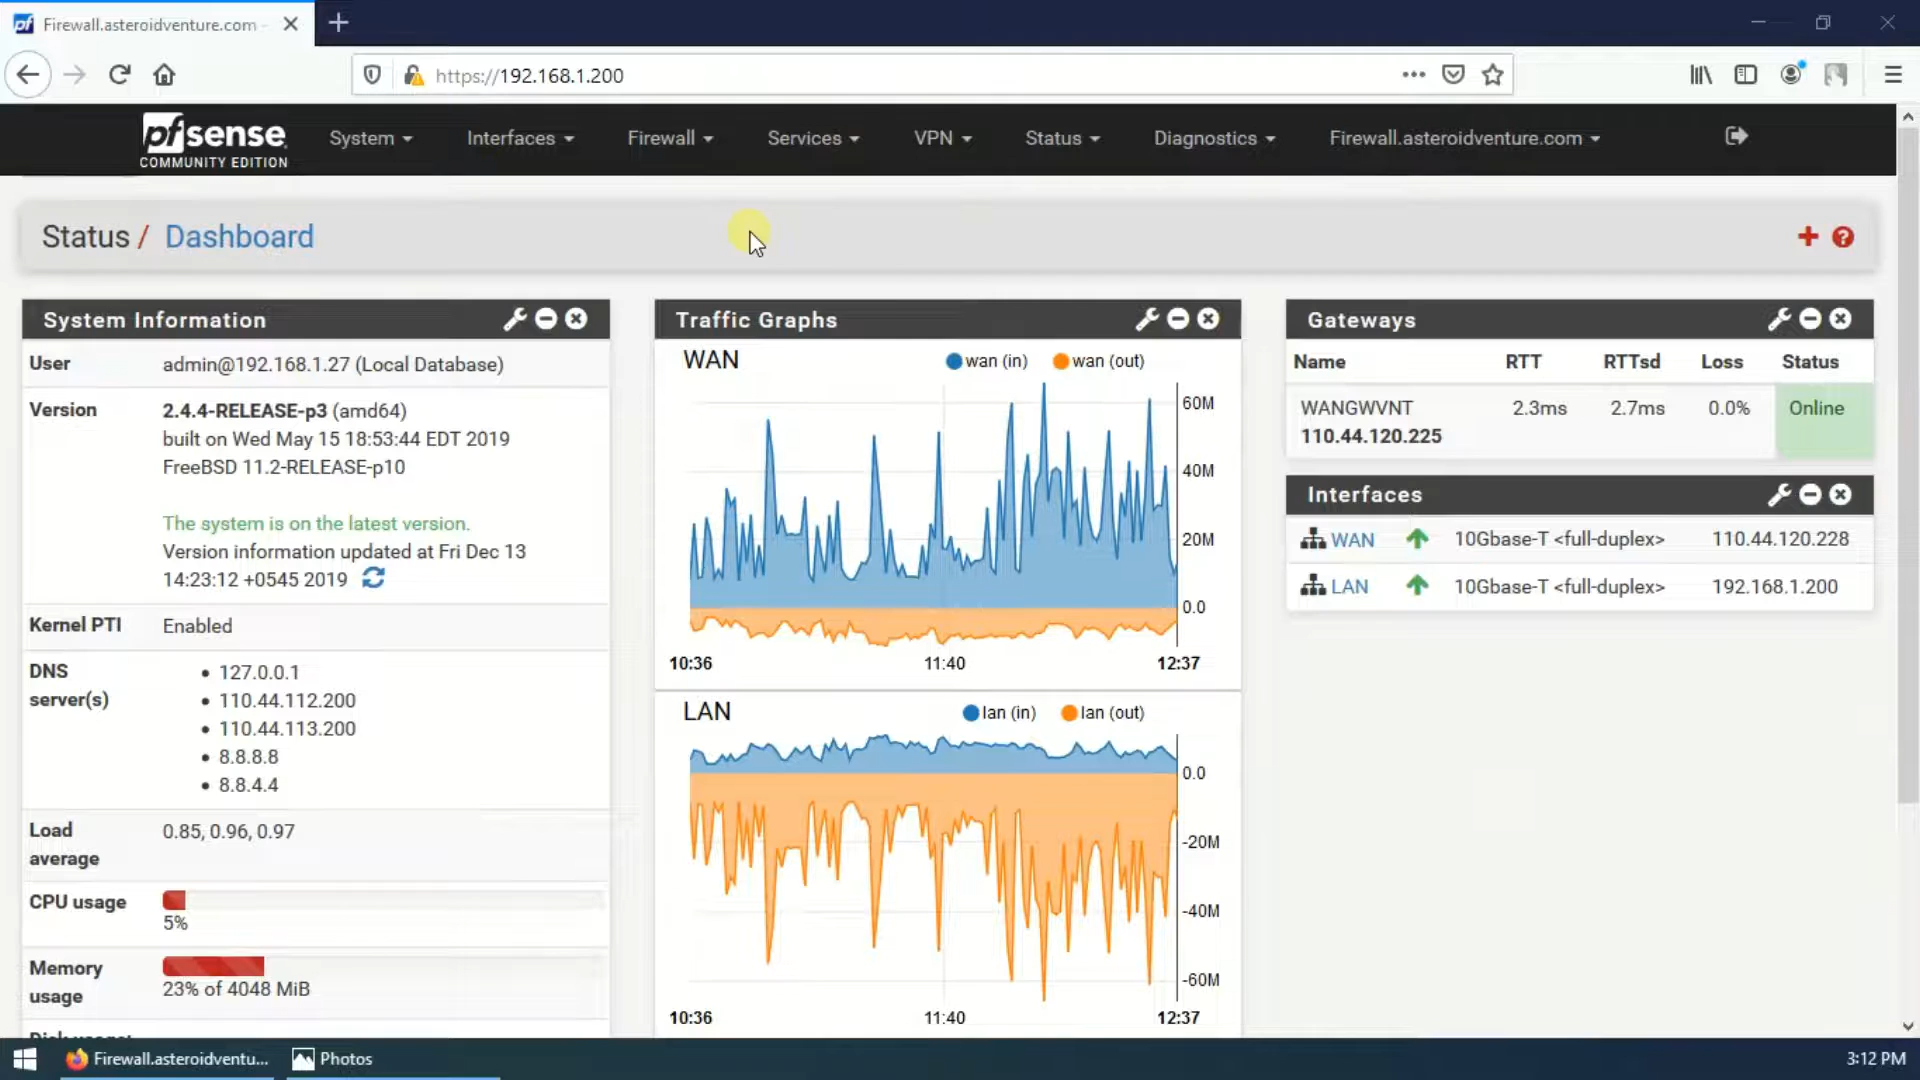 Firewall.asteroidventure.com -
https://192.168.1.200
pfsense
COMMUNITY EDITION
System
Interfaces
Firewall
Services
VPN
Status
Diagnostics
Firewall.asteroidventure.com
Status / Dashboard
System Information
User
admin@192.168.1.27 (Local Database)
Version
2.4.4-RELEASE-p3 (amd64)
built on Wed May 15 18:53:44 EDT 2019
FreeBSD 11.2-RELEASE-p10
The system is on the latest version.
Version information updated at Fri Dec 13
14:23:12 +0545 2019
Kernel PTI
Enabled
DNS
server(s)
127.0.0.1
110.44.112.200
110.44.113.200
8.8.8.8
8.8.4.4
Load
average
0.85, 0.96, 0.97
CPU usage
5%
Memory
usage
23% of 4048 MiB
Traffic Graphs
WAN
wan (in)
wan (out)
60M
40M
20M
0.0
10:36
11:40
12:37
LAN
lan (in)
lan (out)
0.0
-20M
-40M
-60M
10:36
11:40
12:37
Gateways
Name RTT RTTsd Loss Status
WANGWVNT 2.3ms 2.7ms 0.0% Online
110.44.120.225
Interfaces
WAN 10Gbase-T <full-duplex> 110.44.120.228
LAN 10Gbase-T <full-duplex> 192.168.1.200
Firewall.asteroidventu...
Photos
3:12 PM